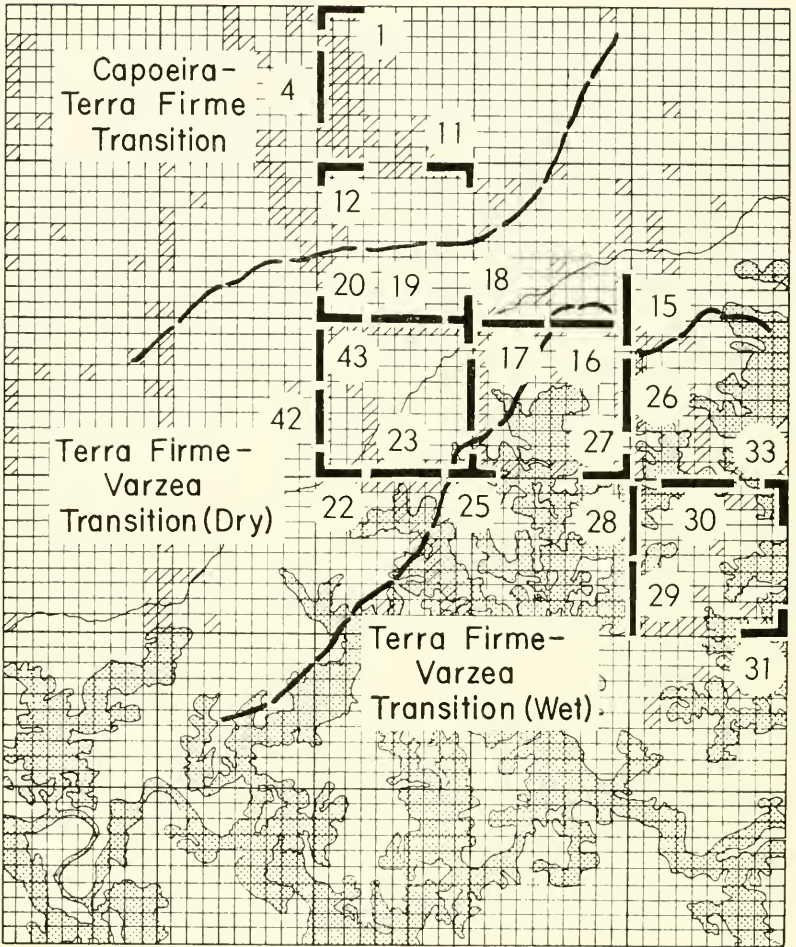 1
Capoeira-
Terra Firme
Transition
4
11
12
20
19
18
15
43
17
16
26
42
23
27
33
Terra Firme-
Varzea
Transition (Dry)
22
25
28
30
29
Terra Firme-
Varzea
Transition (Wet)
31